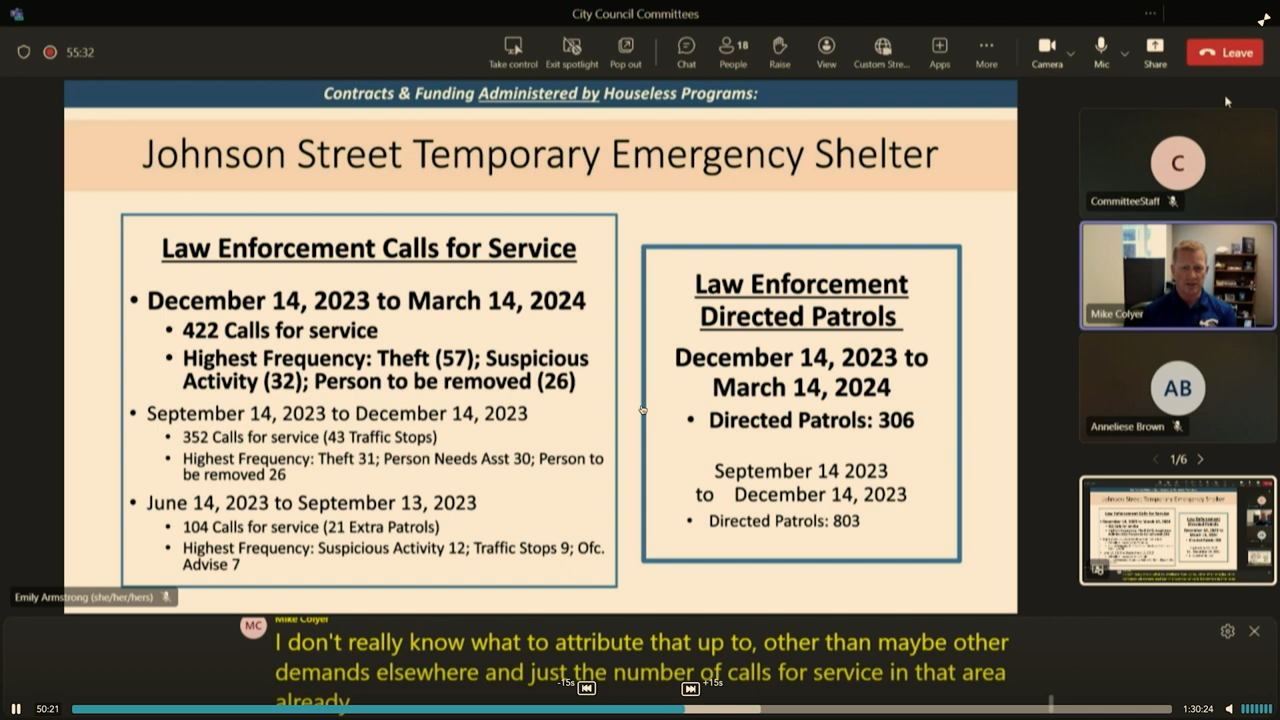 City Council Committees
55:32
Take control
Exit spotlight
Pop out
Chat
18
People
Raise
View
Custom Stre...
Apps
More
Camera
Mic
Share
Leave
Contracts & Funding Administered by Houseless Programs:
Johnson Street Temporary Emergency Shelter
Law Enforcement Calls for Service
• December 14, 2023 to March 14, 2024
• 422 Calls for service
• Highest Frequency: Theft (57); Suspicious
Activity (32); Person to be removed (26)
• September 14, 2023 to December 14, 2023
• 352 Calls for service (43 Traffic Stops)
• Highest Frequency: Theft 31; Person Needs Asst 30; Person to
be removed 26
• June 14, 2023 to September 13, 2023
• 104 Calls for service (21 Extra Patrols)
• Highest Frequency: Suspicious Activity 12; Traffic Stops 9; Ofc.
Advise 7
Law Enforcement
Directed Patrols
December 14, 2023 to
March 14, 2024
• Directed Patrols: 306
September 14 2023
to December 14, 2023
• Directed Patrols: 803
C
CommitteeStaff
Mike Colyer
AB
Anneliese Brown
1/6
Johnson Street Temporary Emergency Shelter
Emily Armstrong (she/her/hers)
MC
Mike Colyer
I don't really know what to attribute that up to, other than maybe other
demands elsewhere and just the number of calls for service in that area
already
-15s
+15s
50:21
1:30:24